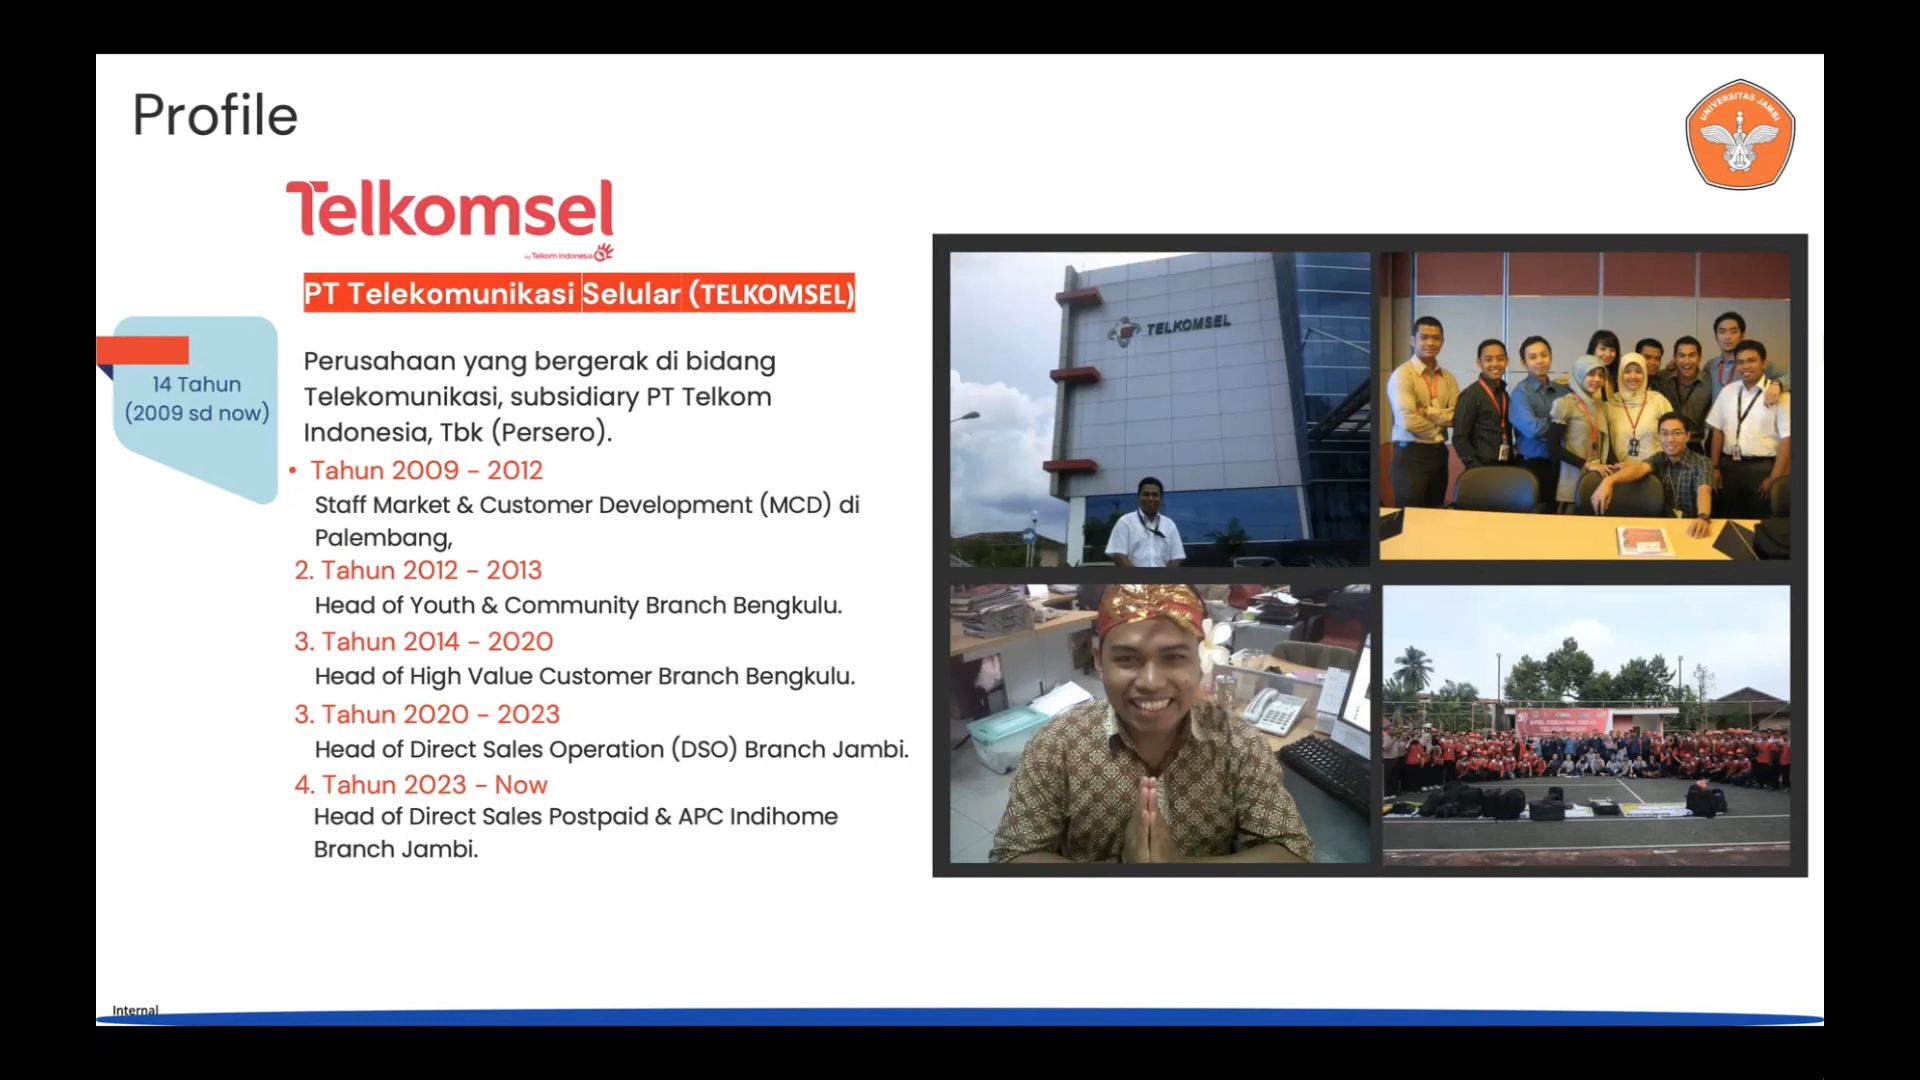 Profile
UNIVERSITAS JAMBI
Telkomsel
by Telkom Indonesia
PT Telekomunikasi Selular (TELKOMSEL)
14 Tahun
(2009 sd now)
Perusahaan yang bergerak di bidang
Telekomunikasi, subsidiary PT Telkom
Indonesia, Tbk (Persero).
• Tahun 2009 – 2012
Staff Market & Customer Development (MCD) di
Palembang,
2. Tahun 2012 – 2013
Head of Youth & Community Branch Bengkulu.
3. Tahun 2014 – 2020
Head of High Value Customer Branch Bengkulu.
3. Tahun 2020 – 2023
Head of Direct Sales Operation (DSO) Branch Jambi.
4. Tahun 2023 – Now
Head of Direct Sales Postpaid & APC Indihome
Branch Jambi.
TELKOMSEL
Internal